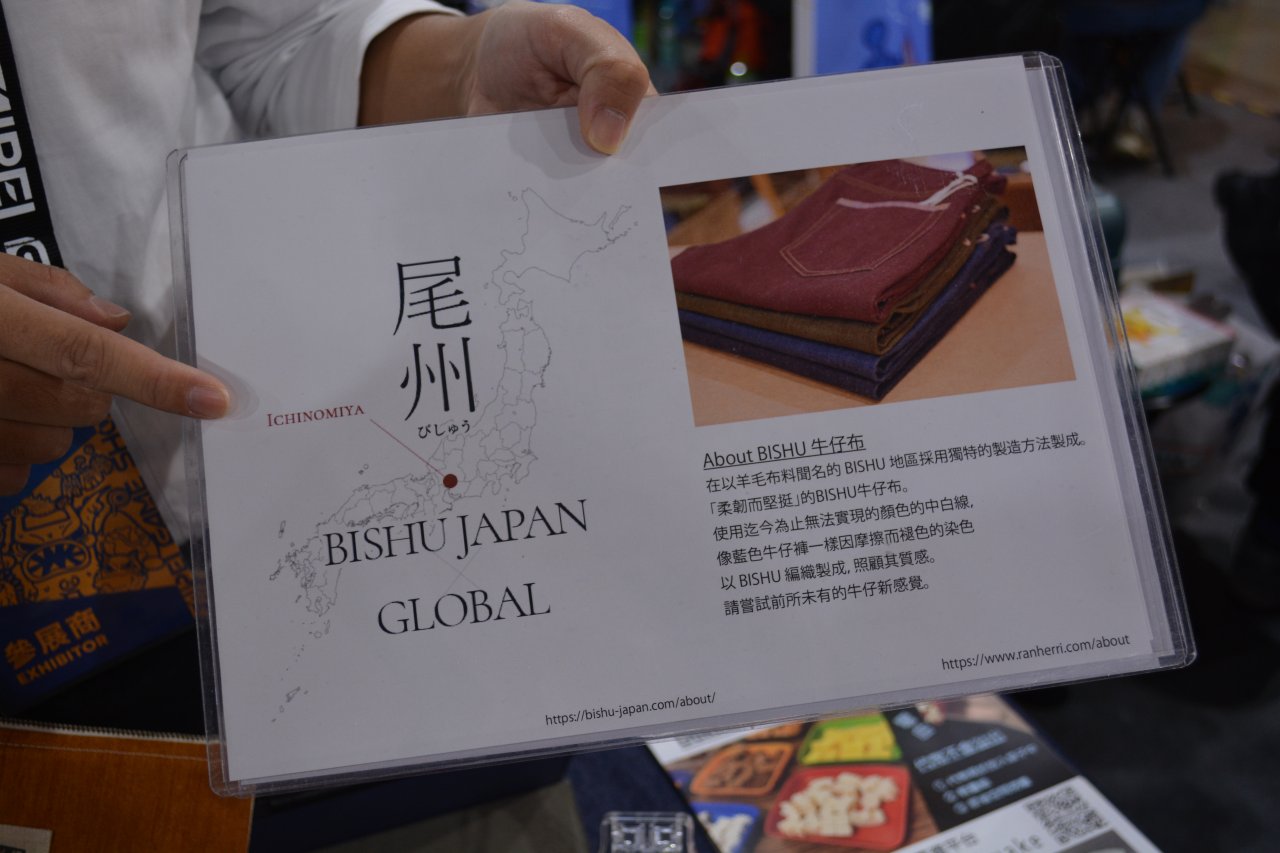 尾州
びしゅう
ICHINOMIYA
BISHU JAPAN
GLOBAL
https://bishu-japan.com/about/
About BISHU 牛仔布
在以羊毛布料聞名的 BISHU 地區採用獨特的製造方法製成。
「柔韌而堅挺」的BISHU牛仔布。
使用迄今為止無法實現的顏色的中白線,
像藍色牛仔褲一樣因摩擦而褪色的染色
以 BISHU 編織製成, 照顧其質感。
請嘗試前所未有的牛仔新感覺。
https://www.ranherri.com/about
參展商
EXHIBITOR